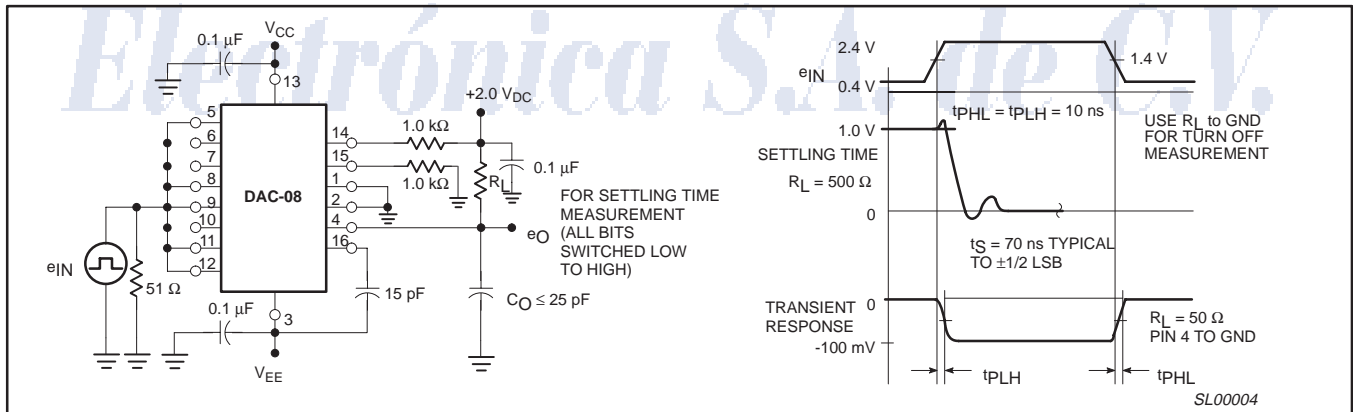 Electrónica S.A. de C.V.
0.1 µF
VCC
13
5
6
7
8
9
10
11
12
DAC-08
14
15
1
2
4
16
3
1.0 kΩ
1.0 kΩ
+2.0 VDC
RL
0.1 µF
FOR SETTLING TIME
MEASUREMENT
(ALL BITS
SWITCHED LOW
TO HIGH)
eO
eIN
51 Ω
15 pF
CO ≤ 25 pF
0.1 µF
VEE
2.4 V
eIN
0.4 V
1.4 V
tPHL = tPLH = 10 ns
USE RL to GND
FOR TURN OFF
MEASUREMENT
1.0 V
SETTLING TIME
RL = 500 Ω
0
tS = 70 ns TYPICAL
TO ±1/2 LSB
TRANSIENT
RESPONSE
0
-100 mV
RL = 50 Ω
PIN 4 TO GND
tPLH
tPHL
SL00004